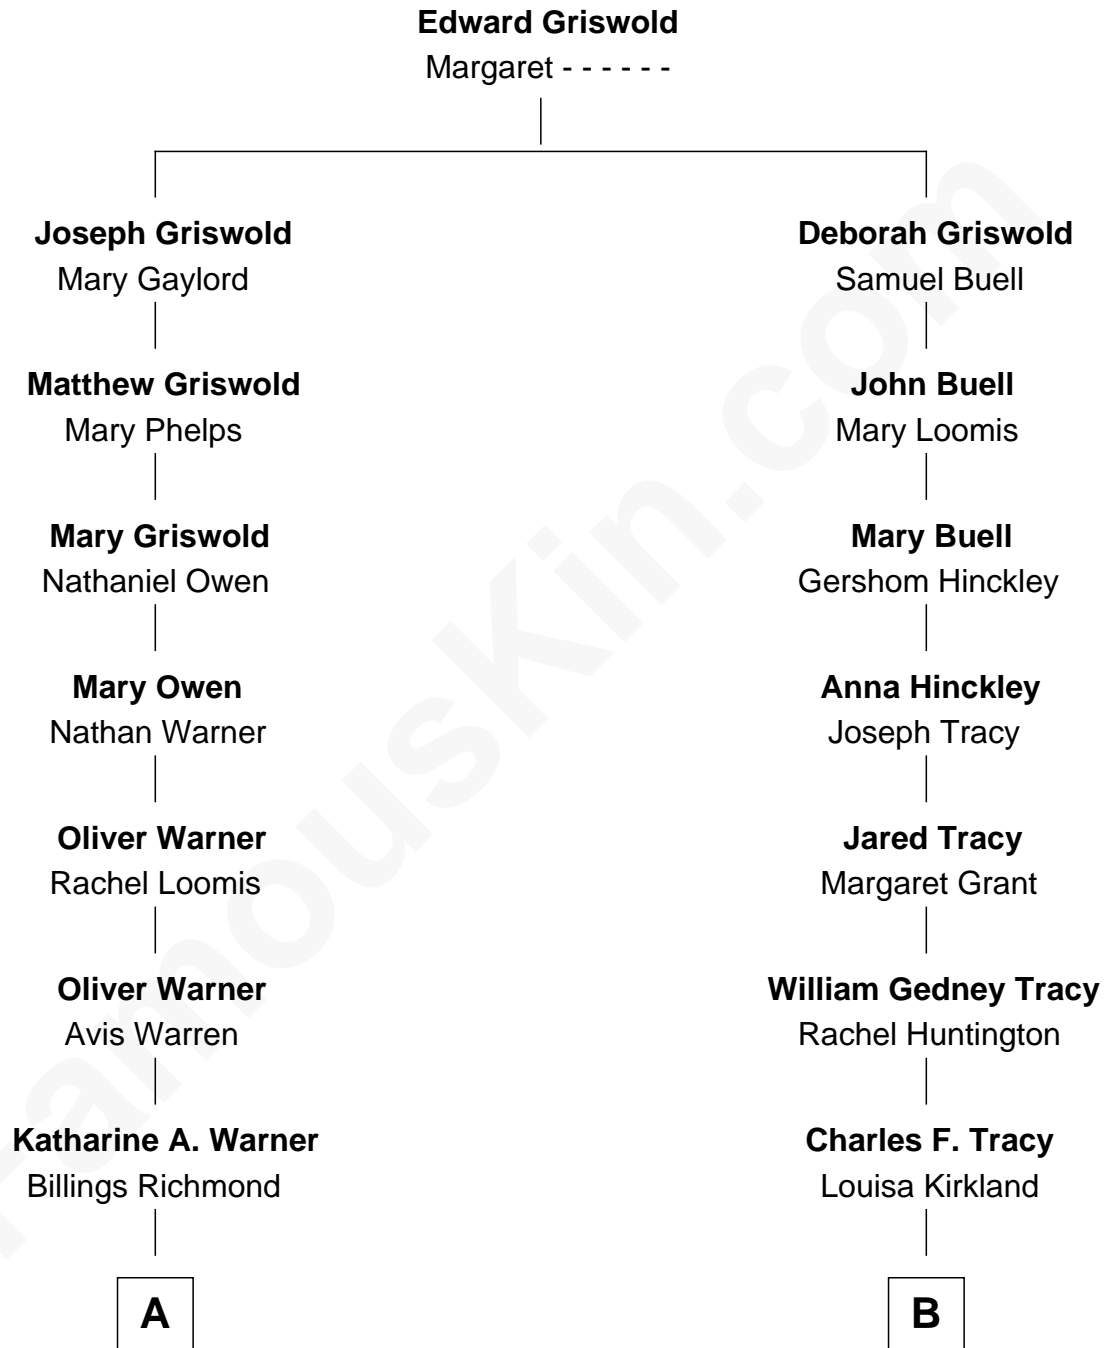 Edward Griswold
Margaret - - - - - -
Joseph Griswold
Mary Gaylord
Matthew Griswold
Mary Phelps
Mary Griswold
Nathaniel Owen
Mary Owen
Nathan Warner
Oliver Warner
Rachel Loomis
Oliver Warner
Avis Warren
Katharine A. Warner
Billings Richmond
A
Deborah Griswold
Samuel Buell
John Buell
Mary Loomis
Mary Buell
Gershom Hinckley
Anna Hinckley
Joseph Tracy
Jared Tracy
Margaret Grant
William Gedney Tracy
Rachel Huntington
Charles F. Tracy
Louisa Kirkland
B
FamousKin.com